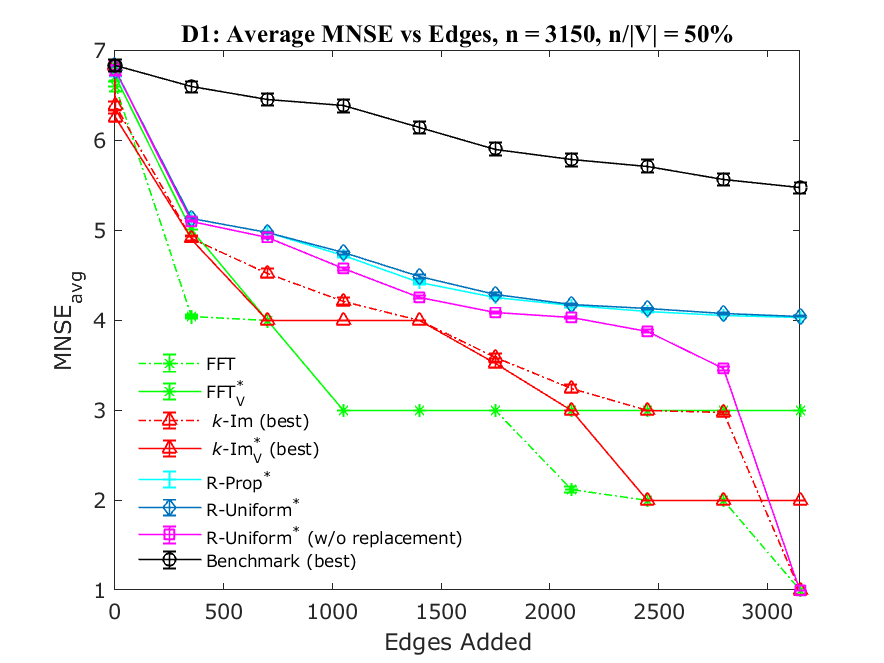 D1: Average MNSE vs Edges, n = 3150, n/|V| = 50%
7
6
5
4
3
2
1
MNSE_avg
FFT
FFT*_V
k-Im (best)
k-Im*_V (best)
R-Prop*
R-Uniform*
R-Uniform* (w/o replacement)
Benchmark (best)
0 500 1000 1500 2000 2500 3000
Edges Added